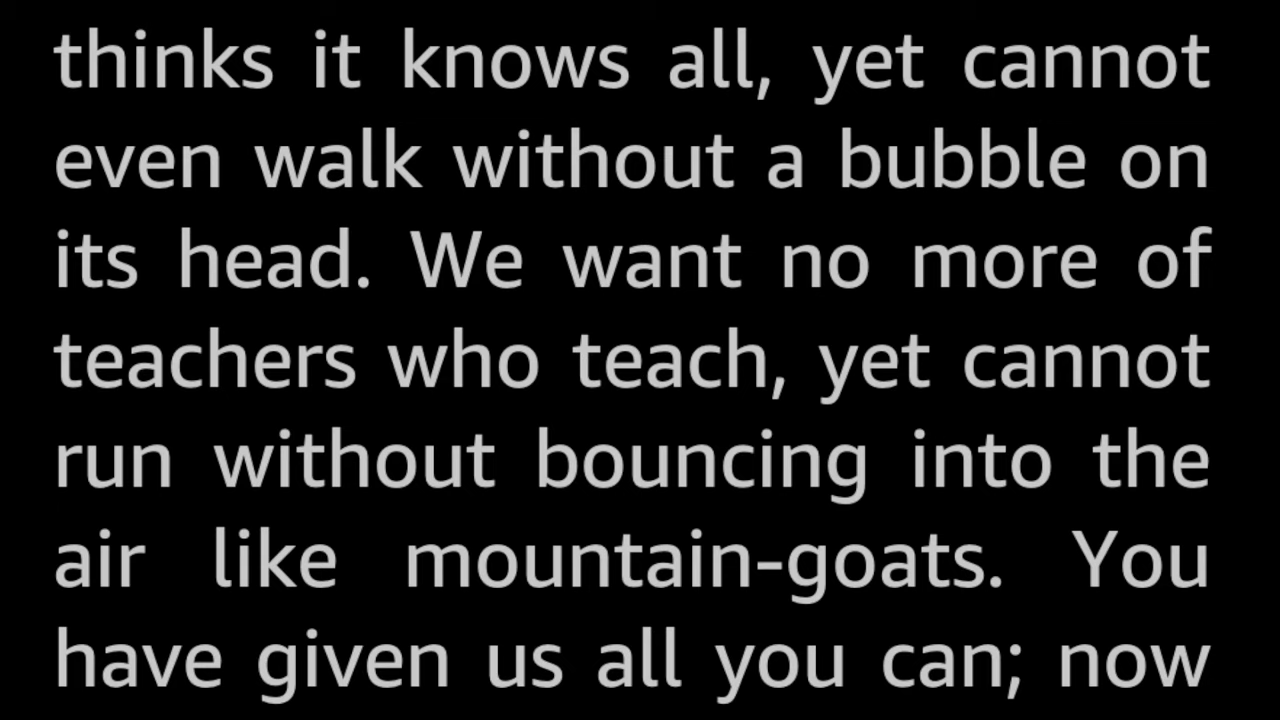 thinks it knows all, yet cannot
even walk without a bubble on
its head. We want no more of
teachers who teach, yet cannot
run without bouncing into the
air like mountain-goats. You
have given us all you can; now